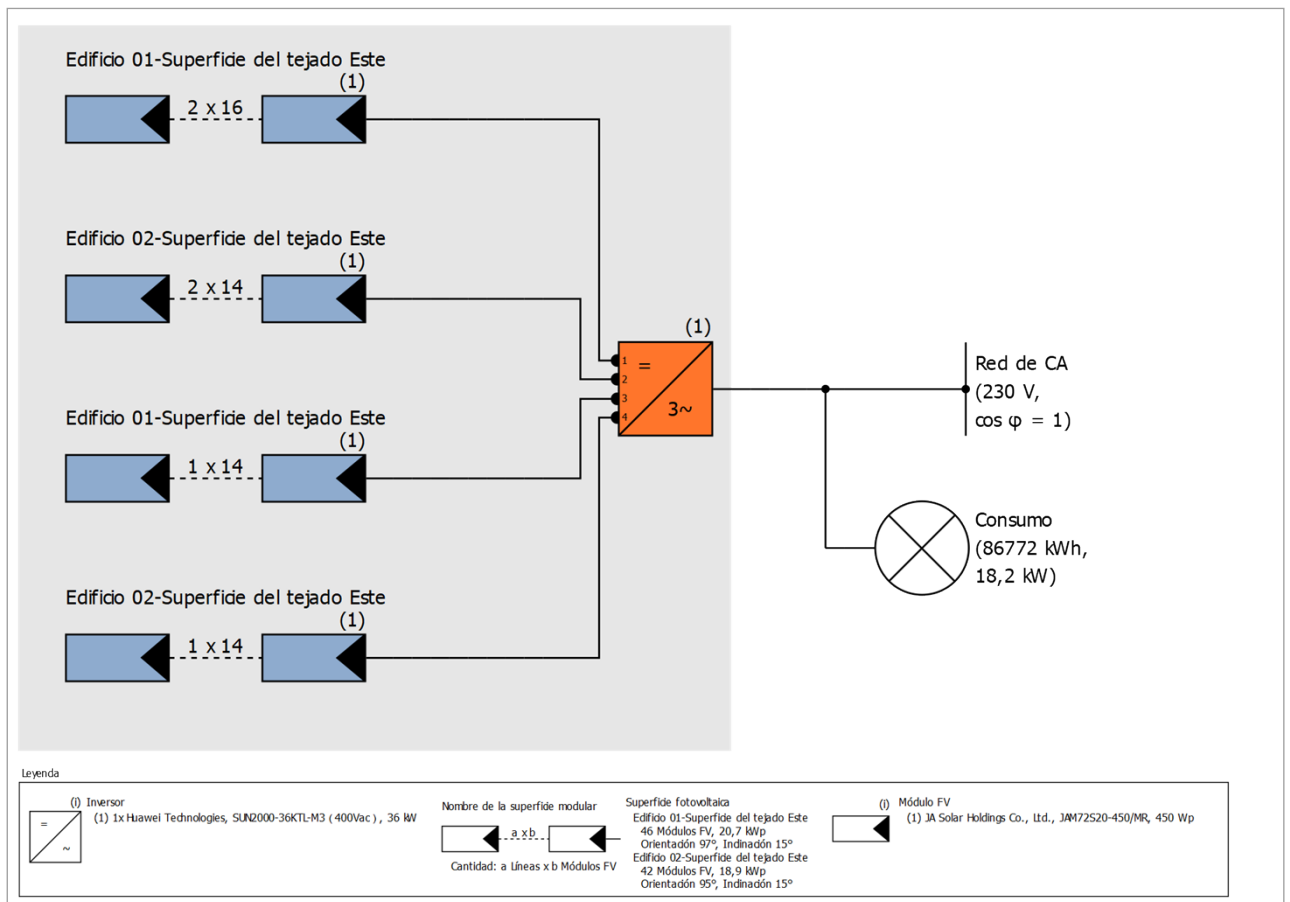 Edificio 01-Superficie del tejado Este
(1)
2 x 16
Edificio 02-Superficie del tejado Este
(1)
2 x 14
(1)
1
2
3
4
=
3~
Red de CA
(230 V,
cos φ = 1)
Edificio 01-Superficie del tejado Este
(1)
1 x 14
Consumo
(86772 kWh,
18,2 kW)
Edificio 02-Superficie del tejado Este
(1)
1 x 14
Leyenda
(i) Inversor
(1) 1x Huawei Technologies, SUN2000-36KTL-M3 (400Vac), 36 kW
=
~
Nombre de la superficie modular
a x b
Cantidad: a Líneas x b Módulos FV
Superficie fotovoltaica
Edificio 01-Superficie del tejado Este
46 Módulos FV, 20,7 kWp
Orientación 97°, Inclinación 15°
Edificio 02-Superficie del tejado Este
42 Módulos FV, 18,9 kWp
Orientación 95°, Inclinación 15°
(i) Módulo FV
(1) JA Solar Holdings Co., Ltd., JAM72S20-450/MR, 450 Wp